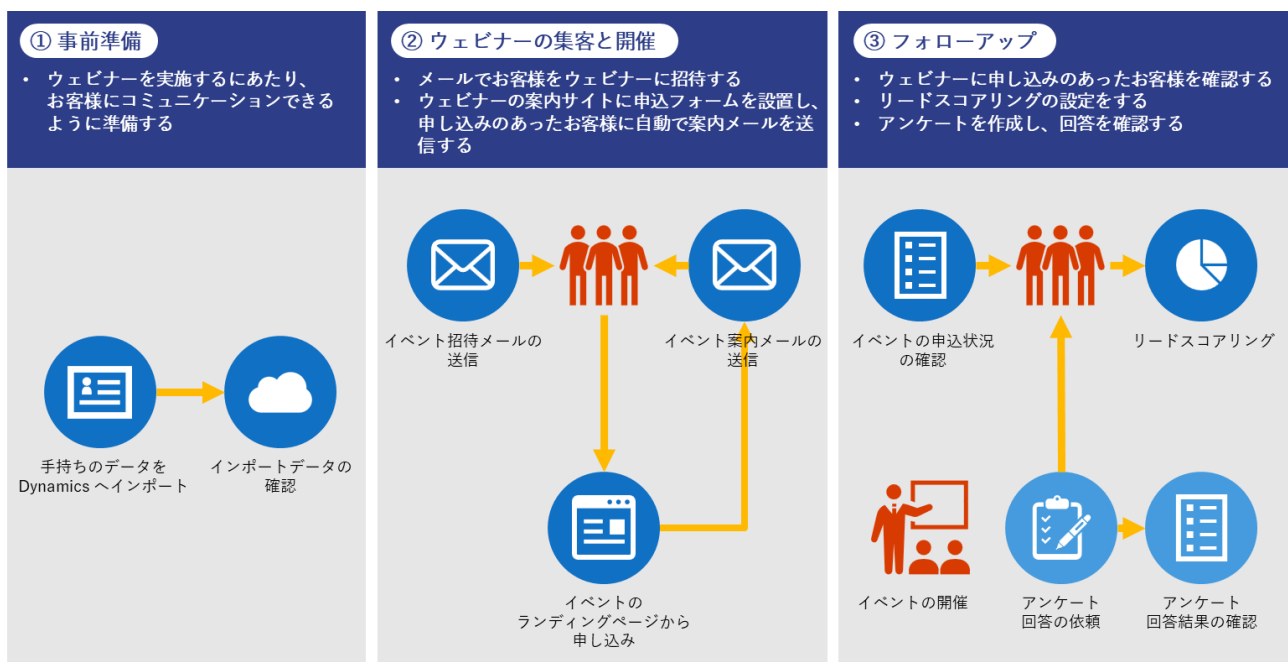 ① 事前準備
• ウェビナーを実施するにあたり、
お客様にコミュニケーションできる
ように準備する
手持ちのデータを
Dynamics へインポート
インポートデータの
確認
② ウェビナーの集客と開催
• メールでお客様をウェビナーに招待する
• ウェビナーの案内サイトに申込フォームを設置し、
申し込みのあったお客様に自動で案内メールを送
信する
イベント招待メールの
送信
イベント案内メールの
送信
イベントの
ランディングページから
申し込み
③ フォローアップ
• ウェビナーに申し込みのあったお客様を確認する
• リードスコアリングの設定をする
• アンケートを作成し、回答を確認する
イベントの申込状況
の確認
リードスコアリング
イベントの開催
アンケート
回答の依頼
アンケート
回答結果の確認